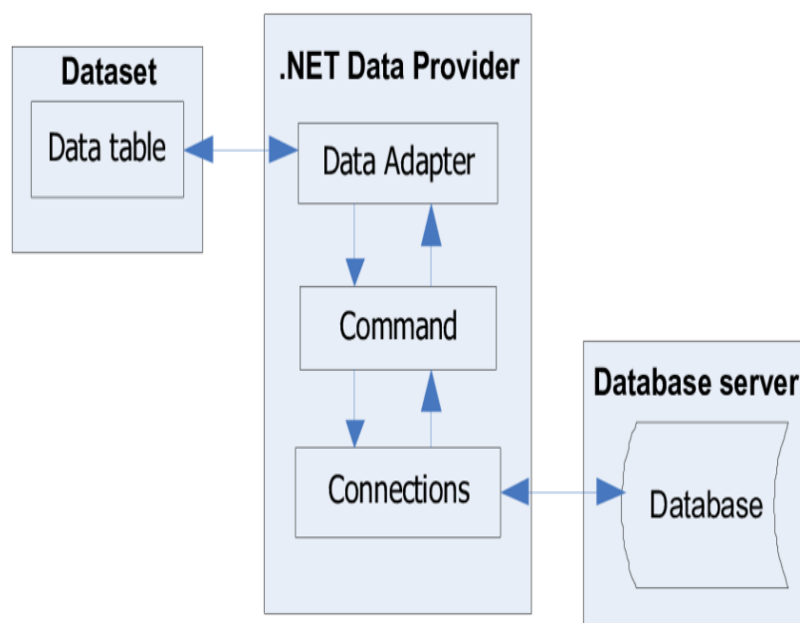 Dataset
Data table
.NET Data Provider
Data Adapter
Command
Connections
Database server
Database